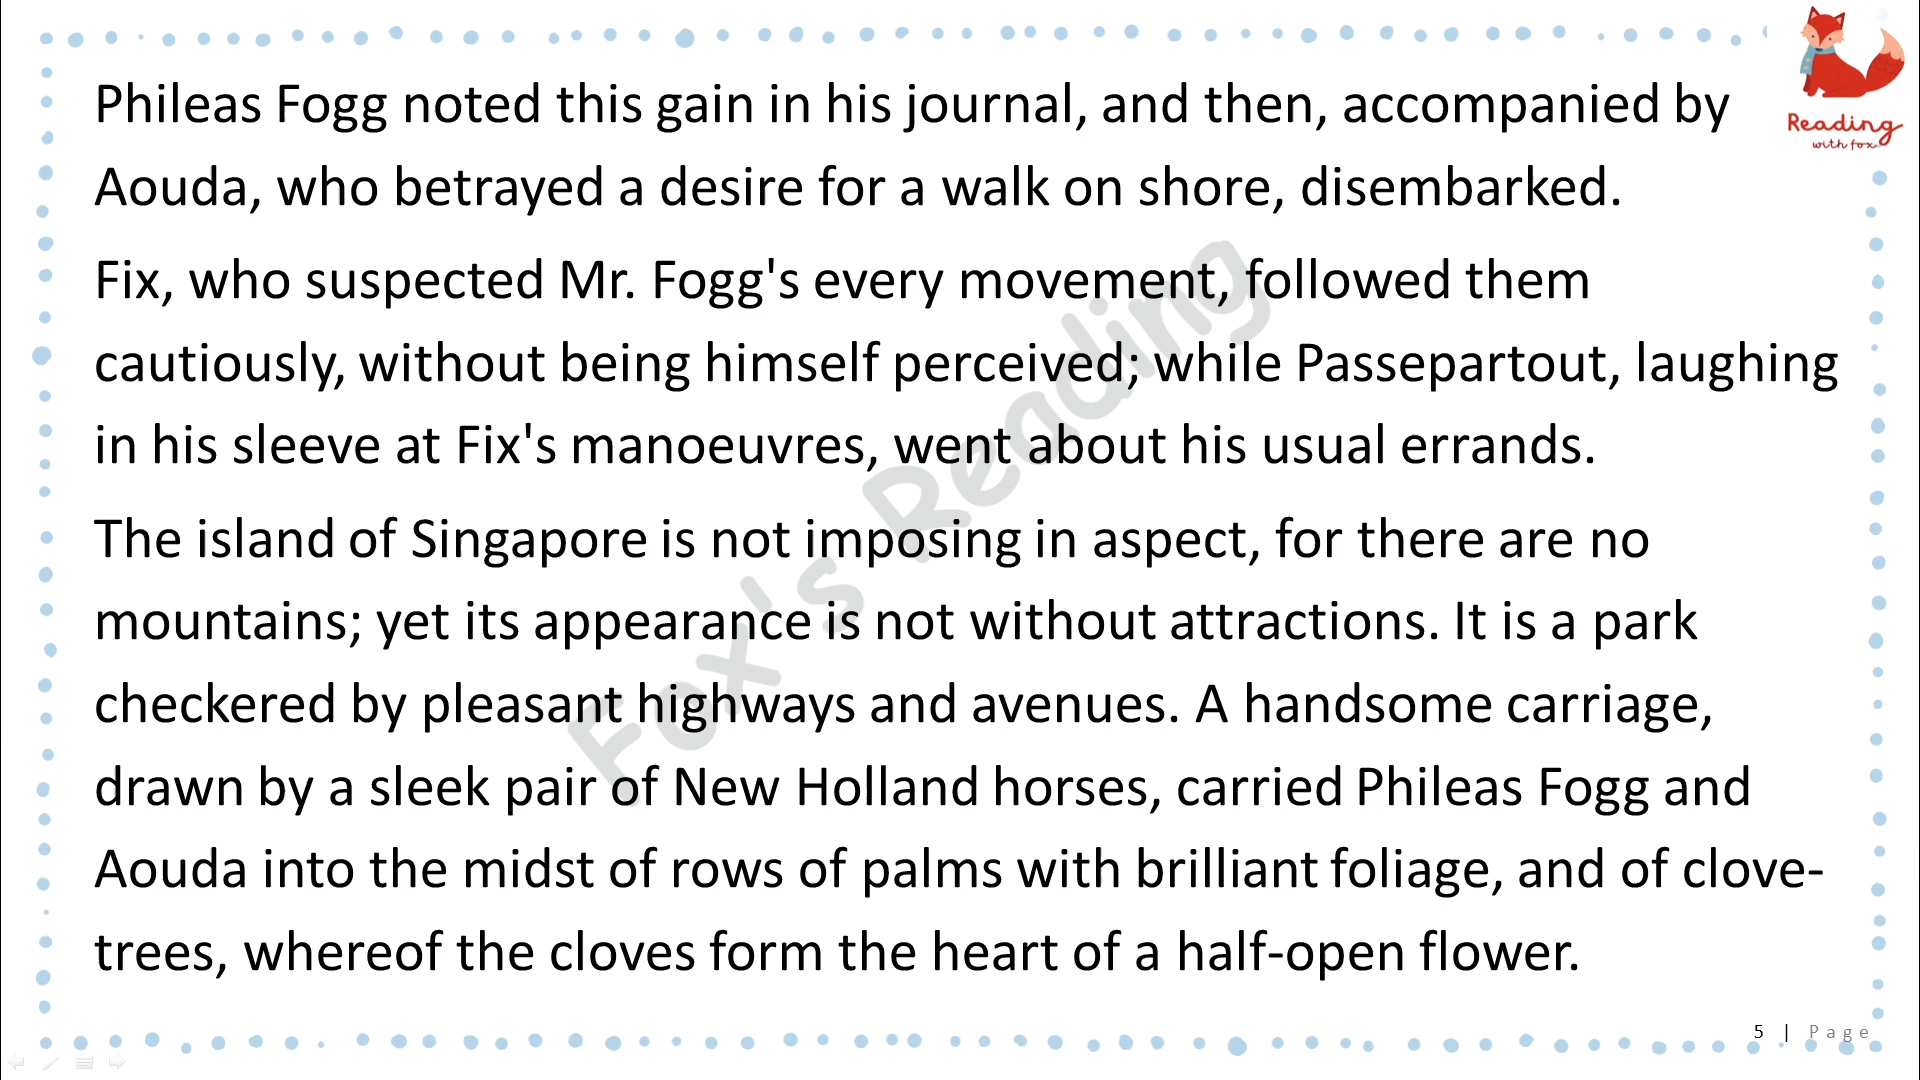 Phileas Fogg noted this gain in his journal, and then, accompanied by
Aouda, who betrayed a desire for a walk on shore, disembarked.
Fix, who suspected Mr. Fogg's every movement, followed them
cautiously, without being himself perceived; while Passepartout, laughing
in his sleeve at Fix's manoeuvres, went about his usual errands.
The island of Singapore is not imposing in aspect, for there are no
mountains; yet its appearance is not without attractions. It is a park
checkered by pleasant highways and avenues. A handsome carriage,
drawn by a sleek pair of New Holland horses, carried Phileas Fogg and
Aouda into the midst of rows of palms with brilliant foliage, and of clove-
trees, whereof the cloves form the heart of a half-open flower.
Reading
with fox
Fox's Reading
5 | Page